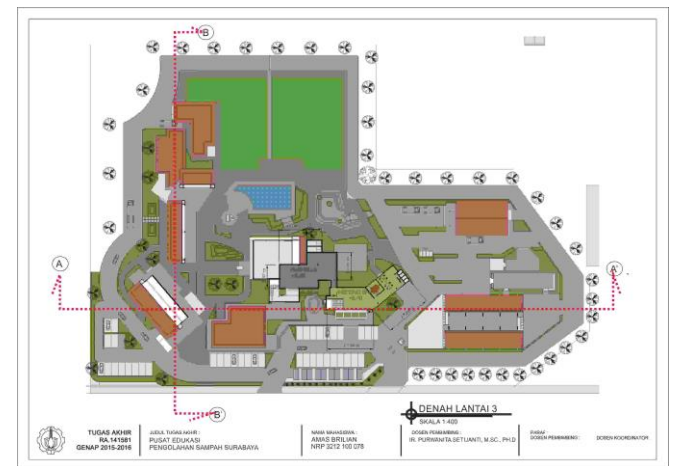 B
A
A'
B'
DENAH LANTAI 3
SKALA 1:400
TUGAS AKHIR
RA.141581
GENAP 2015-2016
JUDUL TUGAS AKHIR :
PUSAT EDUKASI
PENGOLAHAN SAMPAH SURABAYA
NAMA MAHASISWA :
AMAS BRILIAN
NRP 3212 100 078
DOSEN PEMBIMBING :
IR. PURWANITA SETIJANTI, M.SC., PH.D
PARAF :
DOSEN PEMBIMBING :
DOSEN KOORDINATOR